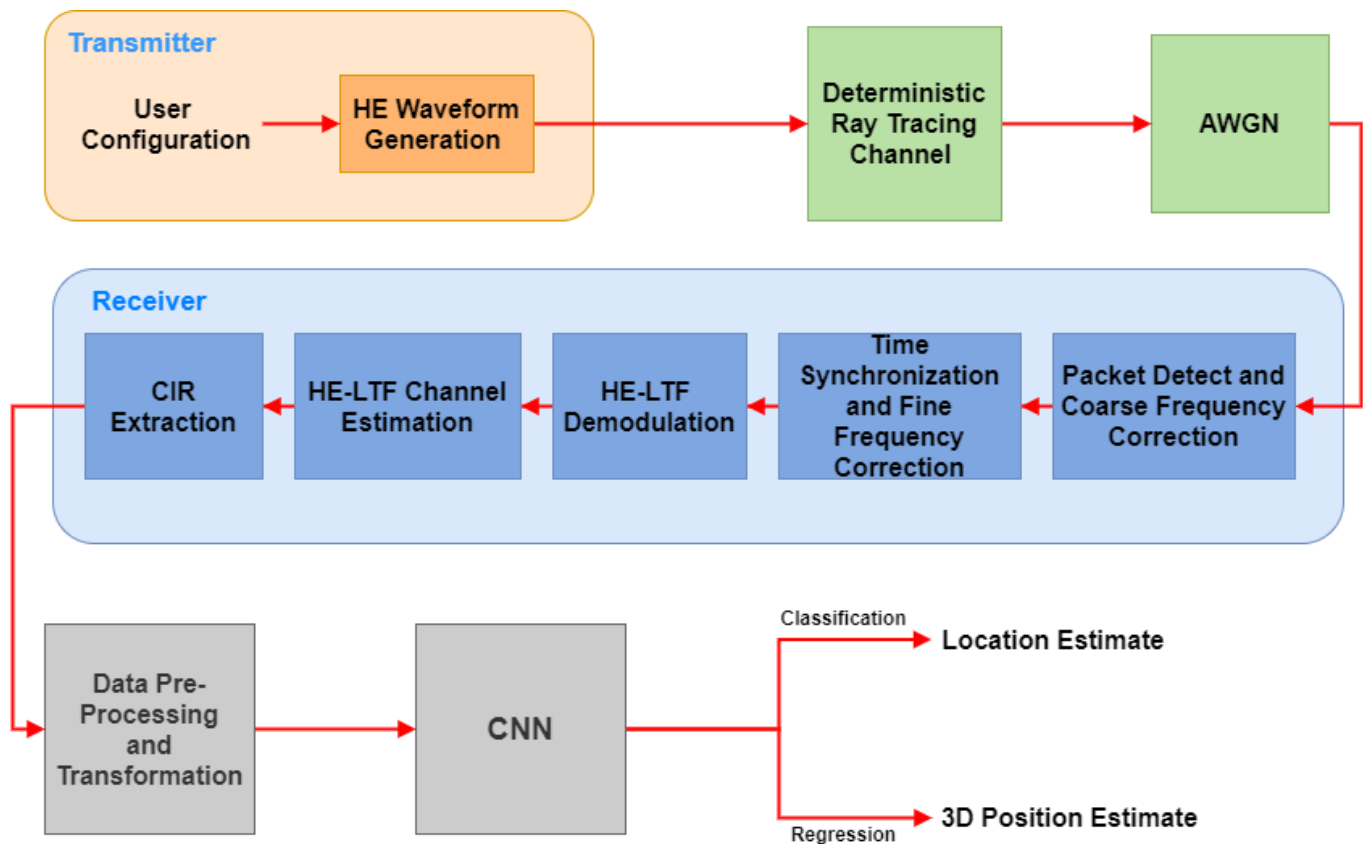 Transmitter
User
Configuration
HE Waveform
Generation
Deterministic
Ray Tracing
Channel
AWGN
Receiver
CIR
Extraction
HE-LTF Channel
Estimation
HE-LTF
Demodulation
Time
Synchronization
and Fine
Frequency
Correction
Packet Detect and
Coarse Frequency
Correction
Data Pre-
Processing
and
Transformation
CNN
Classification
Location Estimate
Regression
3D Position Estimate